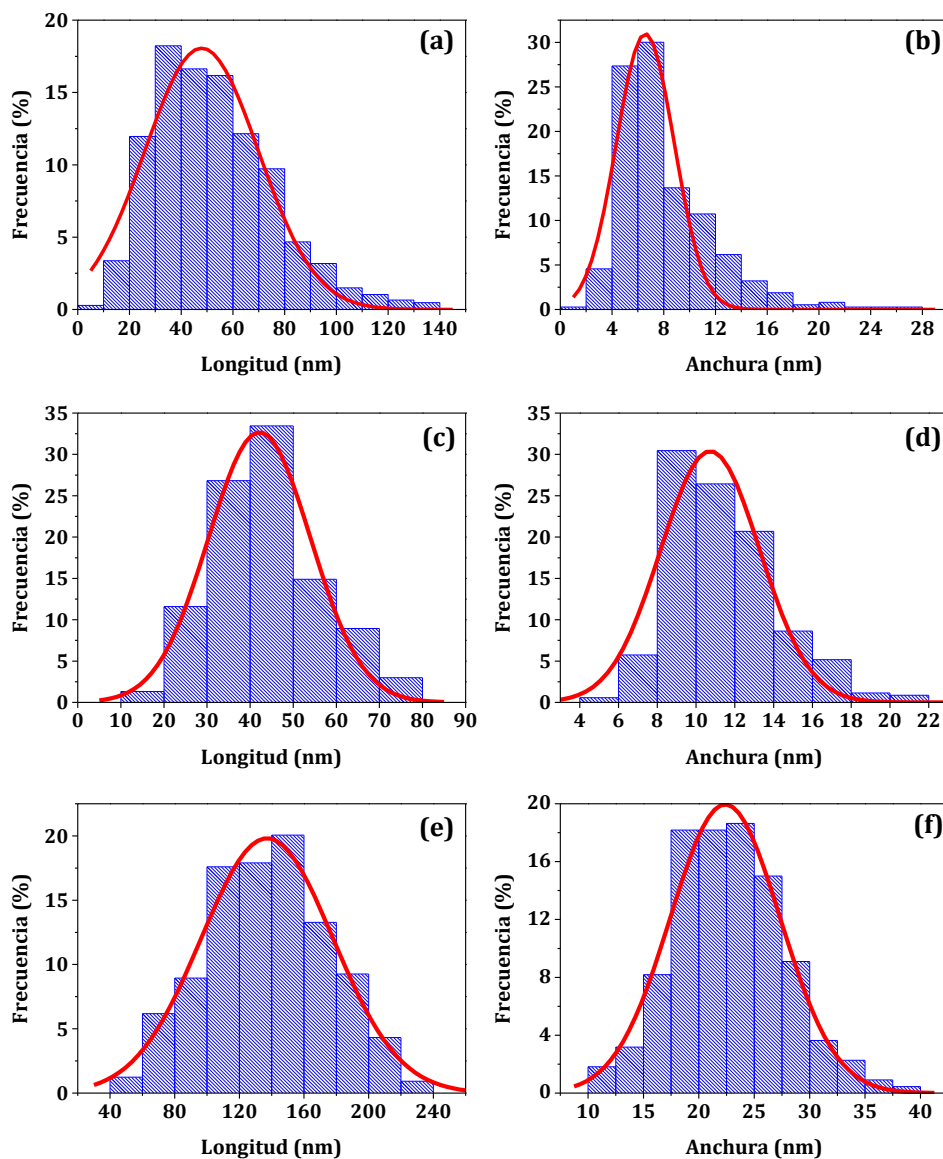 (a)
Frecuencia (%)
20
15
10
5
0
0 20 40 60 80 100 120 140
Longitud (nm)
(b)
Frecuencia (%)
30
25
20
15
10
5
0
0 4 8 12 16 20 24 28
Anchura (nm)
(c)
Frecuencia (%)
35
30
25
20
15
10
5
0
0 10 20 30 40 50 60 70 80 90
Longitud (nm)
(d)
Frecuencia (%)
35
30
25
20
15
10
5
0
4 6 8 10 12 14 16 18 20 22
Anchura (nm)
(e)
Frecuencia (%)
20
15
10
5
0
40 80 120 160 200 240
Longitud (nm)
(f)
Frecuencia (%)
20
16
12
8
4
0
10 15 20 25 30 35 40
Anchura (nm)